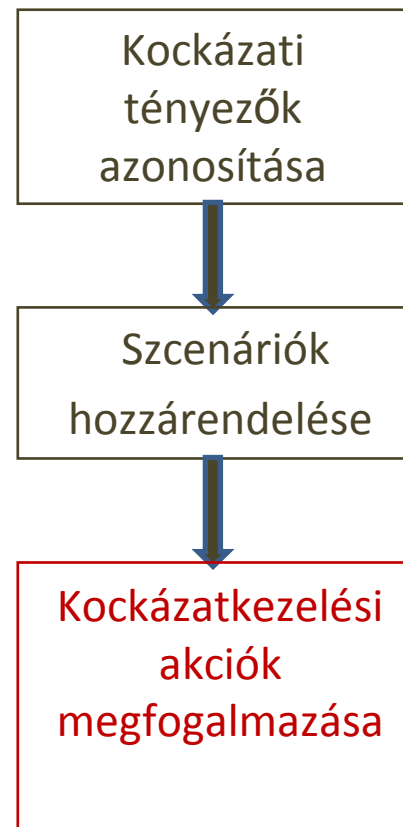 Kockázati
tényezők
azonosítása
Szcenáriók
hozzárendelése
Kockázatkezelési
akciók
megfogalmazása